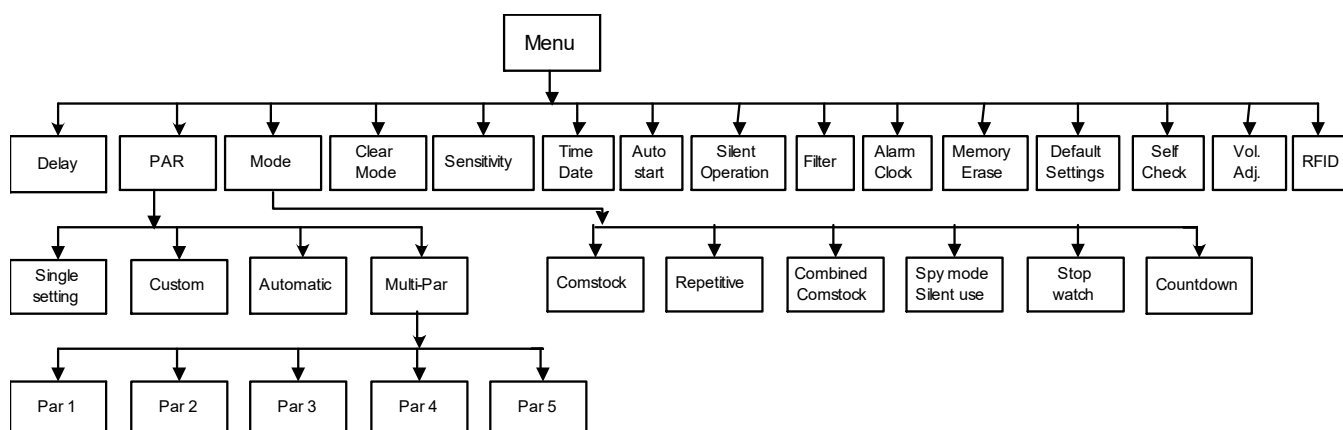 Menu
Delay
PAR
Mode
Clear
Mode
Sensitivity
Time
Date
Auto
start
Silent
Operation
Filter
Alarm
Clock
Memory
Erase
Default
Settings
Self
Check
Vol.
Adj.
RFID
Single
setting
Custom
Automatic
Multi-Par
Comstock
Repetitive
Combined
Comstock
Spy mode
Silent use
Stop
watch
Countdown
Par 1
Par 2
Par 3
Par 4
Par 5